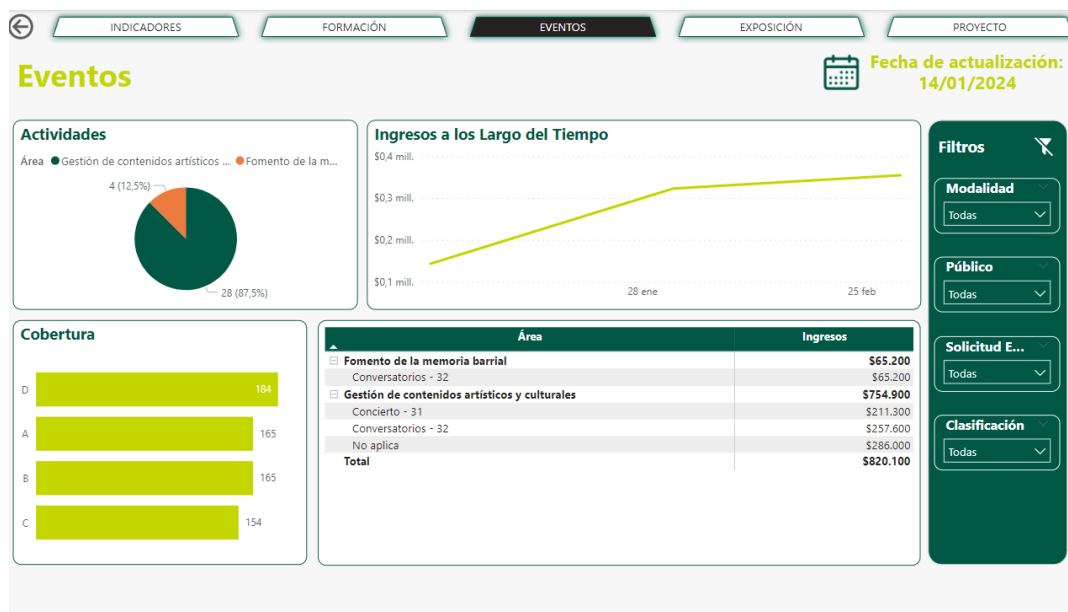 INDICADORES
FORMACIÓN
EVENTOS
EXPOSICIÓN
PROYECTO
Eventos
Fecha de actualización:
14/01/2024
Actividades
Área Gestión de contenidos artísticos ... Fomento de la m...
4 (12,5%)
28 (87,5%)
Ingresos a los Largo del Tiempo
$0,4 mill.
$0,3 mill.
$0,2 mill.
$0,1 mill.
28 ene
25 feb
Filtros
Modalidad
Todas
Público
Todas
Solicitud E...
Todas
Clasificación
Todas
Cobertura
D 184
A 165
B 165
C 154
Área Ingresos
Fomento de la memoria barrial $65.200
Conversatorios - 32 $65.200
Gestión de contenidos artísticos y culturales $754.900
Concierto - 31 $211.300
Conversatorios - 32 $257.600
No aplica $286.000
Total $820.100